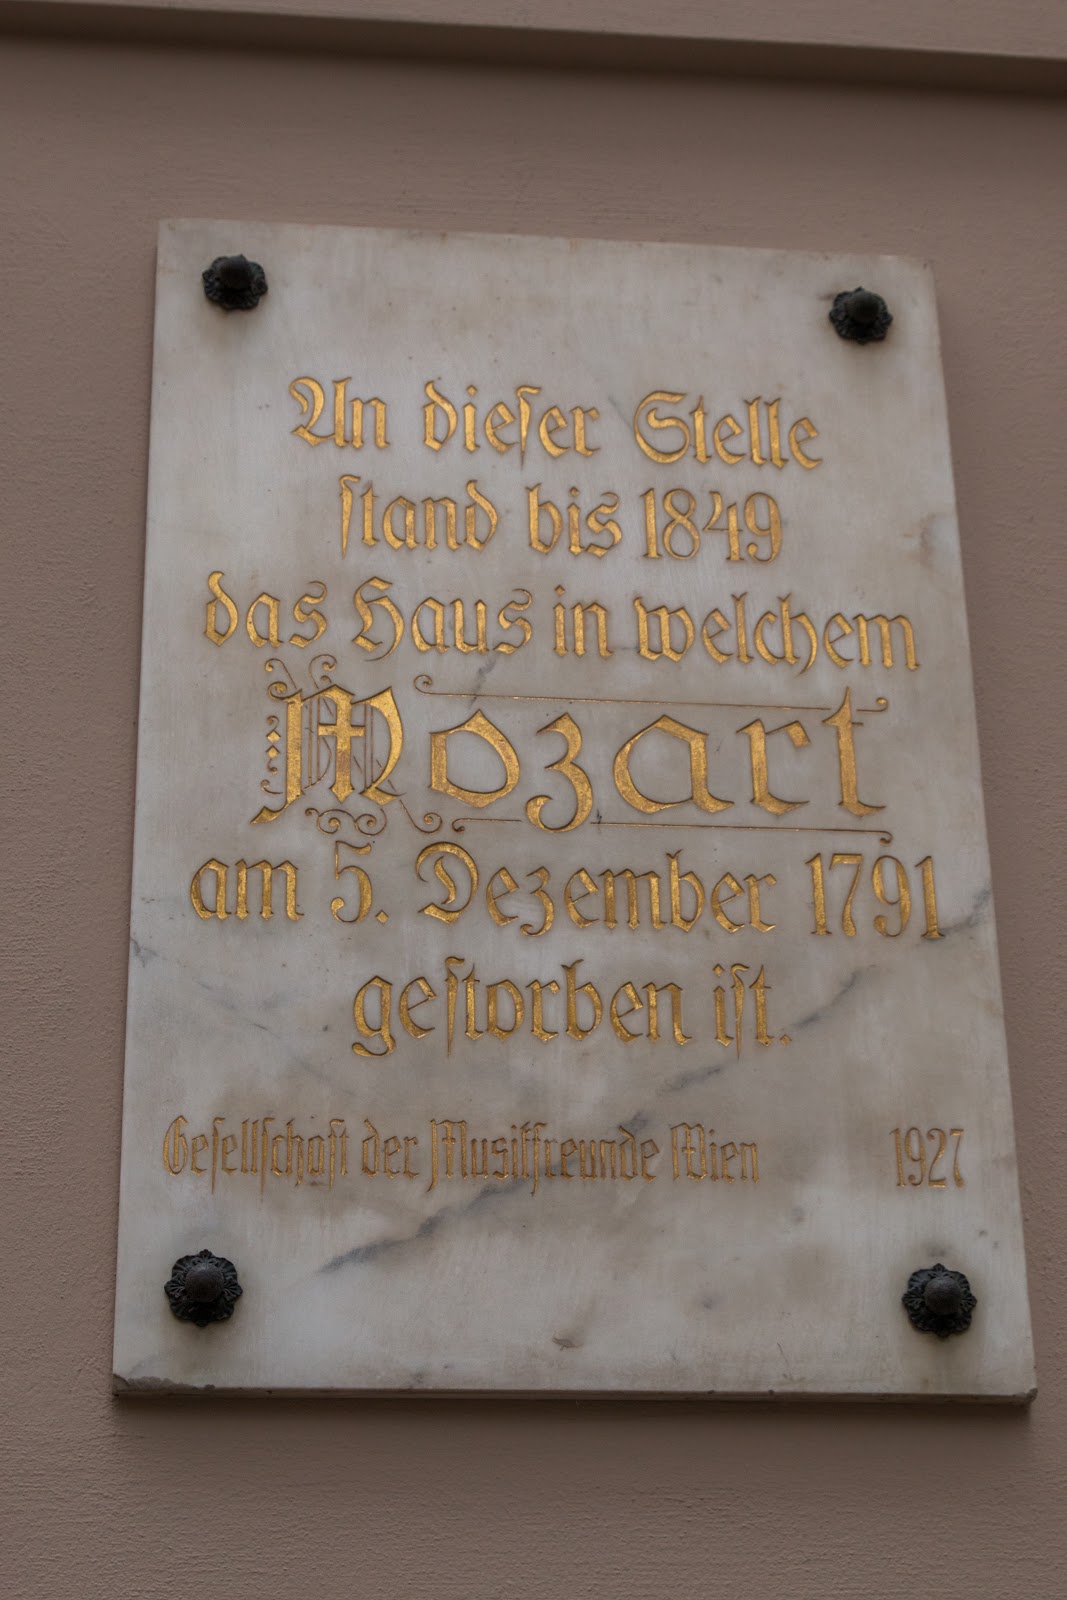 An dieser Stelle
stand bis 1849
das Haus in welchem
Mozart
am 5. Dezember 1791
gestorben ist.
Gesellschaft der Musikfreunde Wien 1927